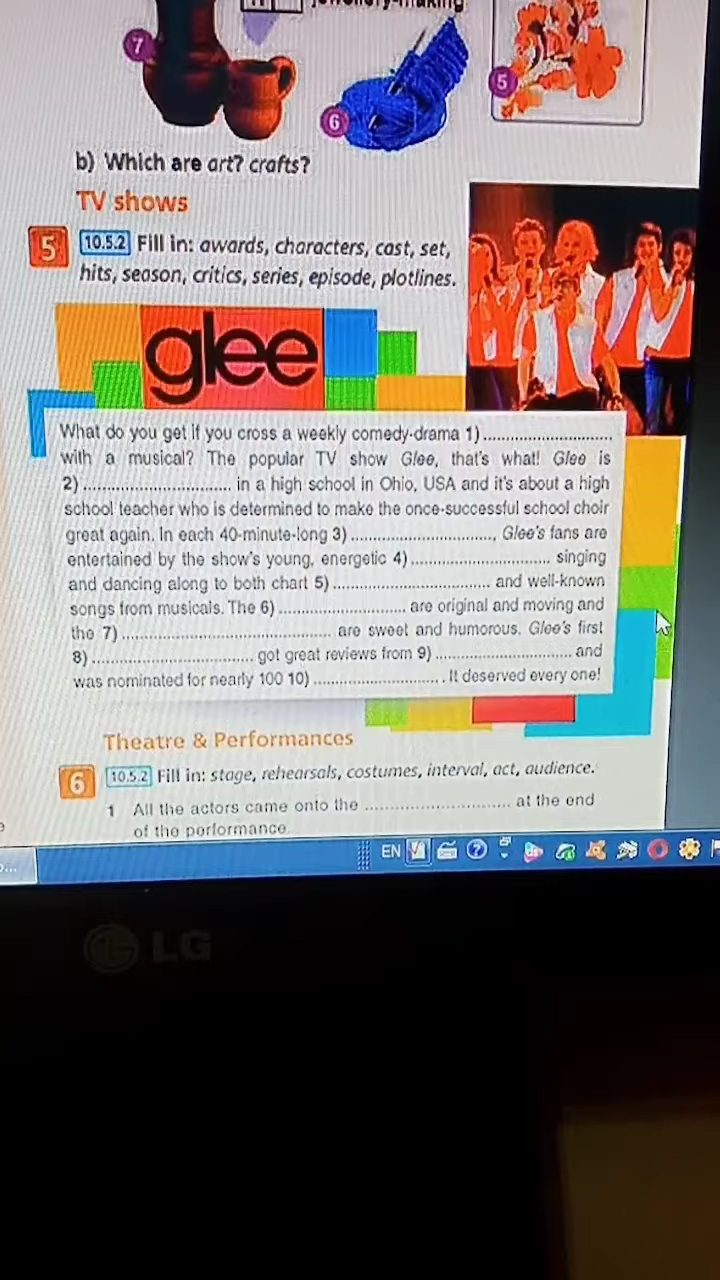 jewellery-making
7
6
5
b) Which are art? crafts?
TV shows
5 10.5.2 Fill in: awards, characters, cast, set,
hits, season, critics, series, episode, plotlines.
glee
What do you get if you cross a weekly comedy-drama 1) ..............................
with a musical? The popular TV show Glee, that's what! Glee is
2) .................................. in a high school in Ohio, USA and it's about a high
school teacher who is determined to make the once-successful school choir
great again. In each 40-minute-long 3) .................................., Glee's fans are
entertained by the show's young, energetic 4) ................................. singing
and dancing along to both chart 5) ..................................... and well-known
songs from musicals. The 6) .............................. are original and moving and
the 7) ................................................. are sweet and humorous. Glee's first
8) ...................................... got great reviews from 9) ................................ and
was nominated for nearly 100 10) .............................. . It deserved every one!
Theatre & Performances
6 10.5.2 Fill in: stage, rehearsals, costumes, interval, act, audience.
1 All the actors came onto the .................................. at the end
of the performance.
EN
LG